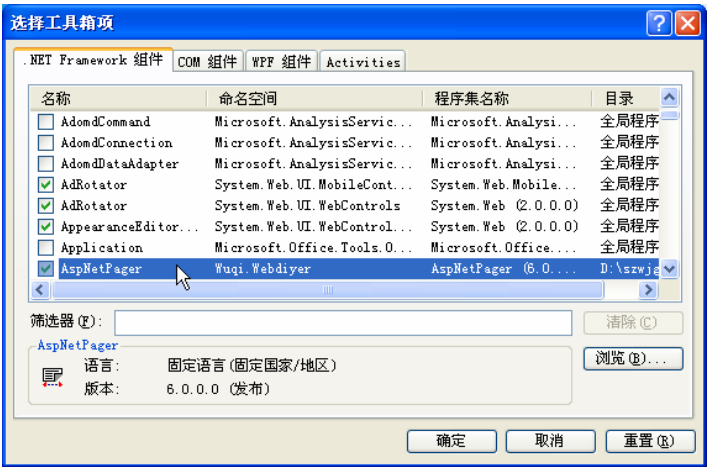 选择工具箱项
.NET Framework 组件 COM 组件 WPF 组件 Activities
名称 命名空间 程序集名称 目录
AdomdCommand Microsoft.AnalysisServic... Microsoft.Analysi... 全局程序
AdomdConnection Microsoft.AnalysisServic... Microsoft.Analysi... 全局程序
AdomdDataAdapter Microsoft.AnalysisServic... Microsoft.Analysi... 全局程序
AdRotator System.Web.UI.MobileCont... System.Web.Mobile... 全局程序
AdRotator System.Web.UI.WebControls System.Web (2.0.0.0) 全局程序
AppearanceEditor... System.Web.UI.WebControl... System.Web (2.0.0.0) 全局程序
Application Microsoft.Office.Tools.O... Microsoft.Office.... 全局程序
AspNetPager Wuqi.Webdiyer AspNetPager (6.0.... D:\szwjg
筛选器(F): 清除(C)
AspNetPager
语言: 固定语言(固定国家/地区) 浏览(B)...
版本: 6.0.0.0 (发布)
确定 取消 重置(R)